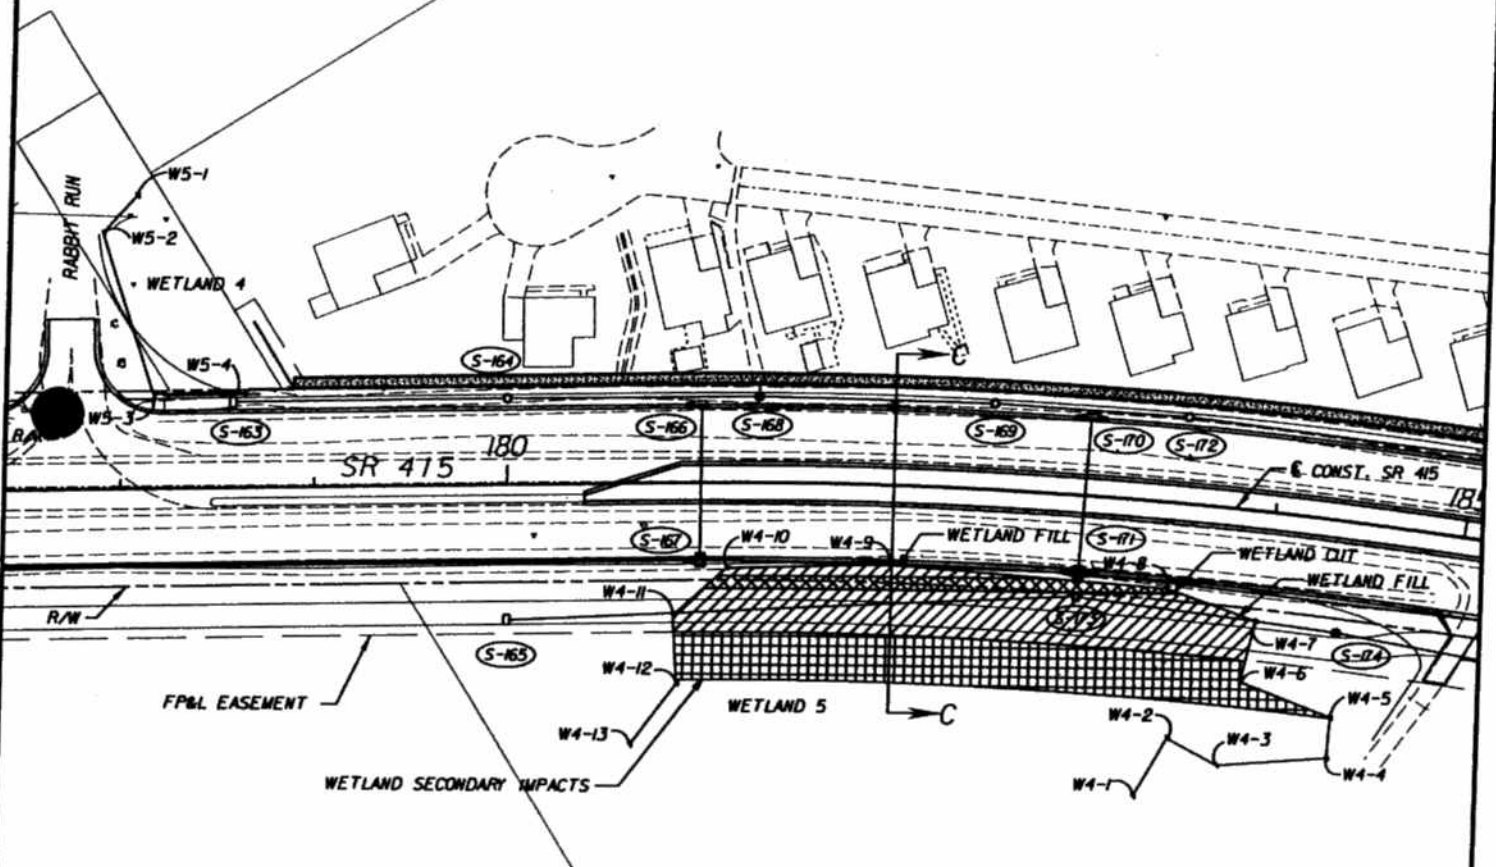 W5-1
RABBIT RUN
W5-2
WETLAND 4
W5-4
S-164
C
W5-3
S-163
S-166
S-168
S-169
S-170
S-172
180
SR 415
℄ CONST. SR 415
S-167
W4-10
W4-9
WETLAND FILL
S-171
W4-8
WETLAND CUT
WETLAND FILL
W4-11
R/W
S-173
W4-7
S-165
S-174
W4-12
W4-6
FP&L EASEMENT
WETLAND 5
W4-5
C
W4-2
W4-13
W4-3
WETLAND SECONDARY IMPACTS
W4-1
W4-4